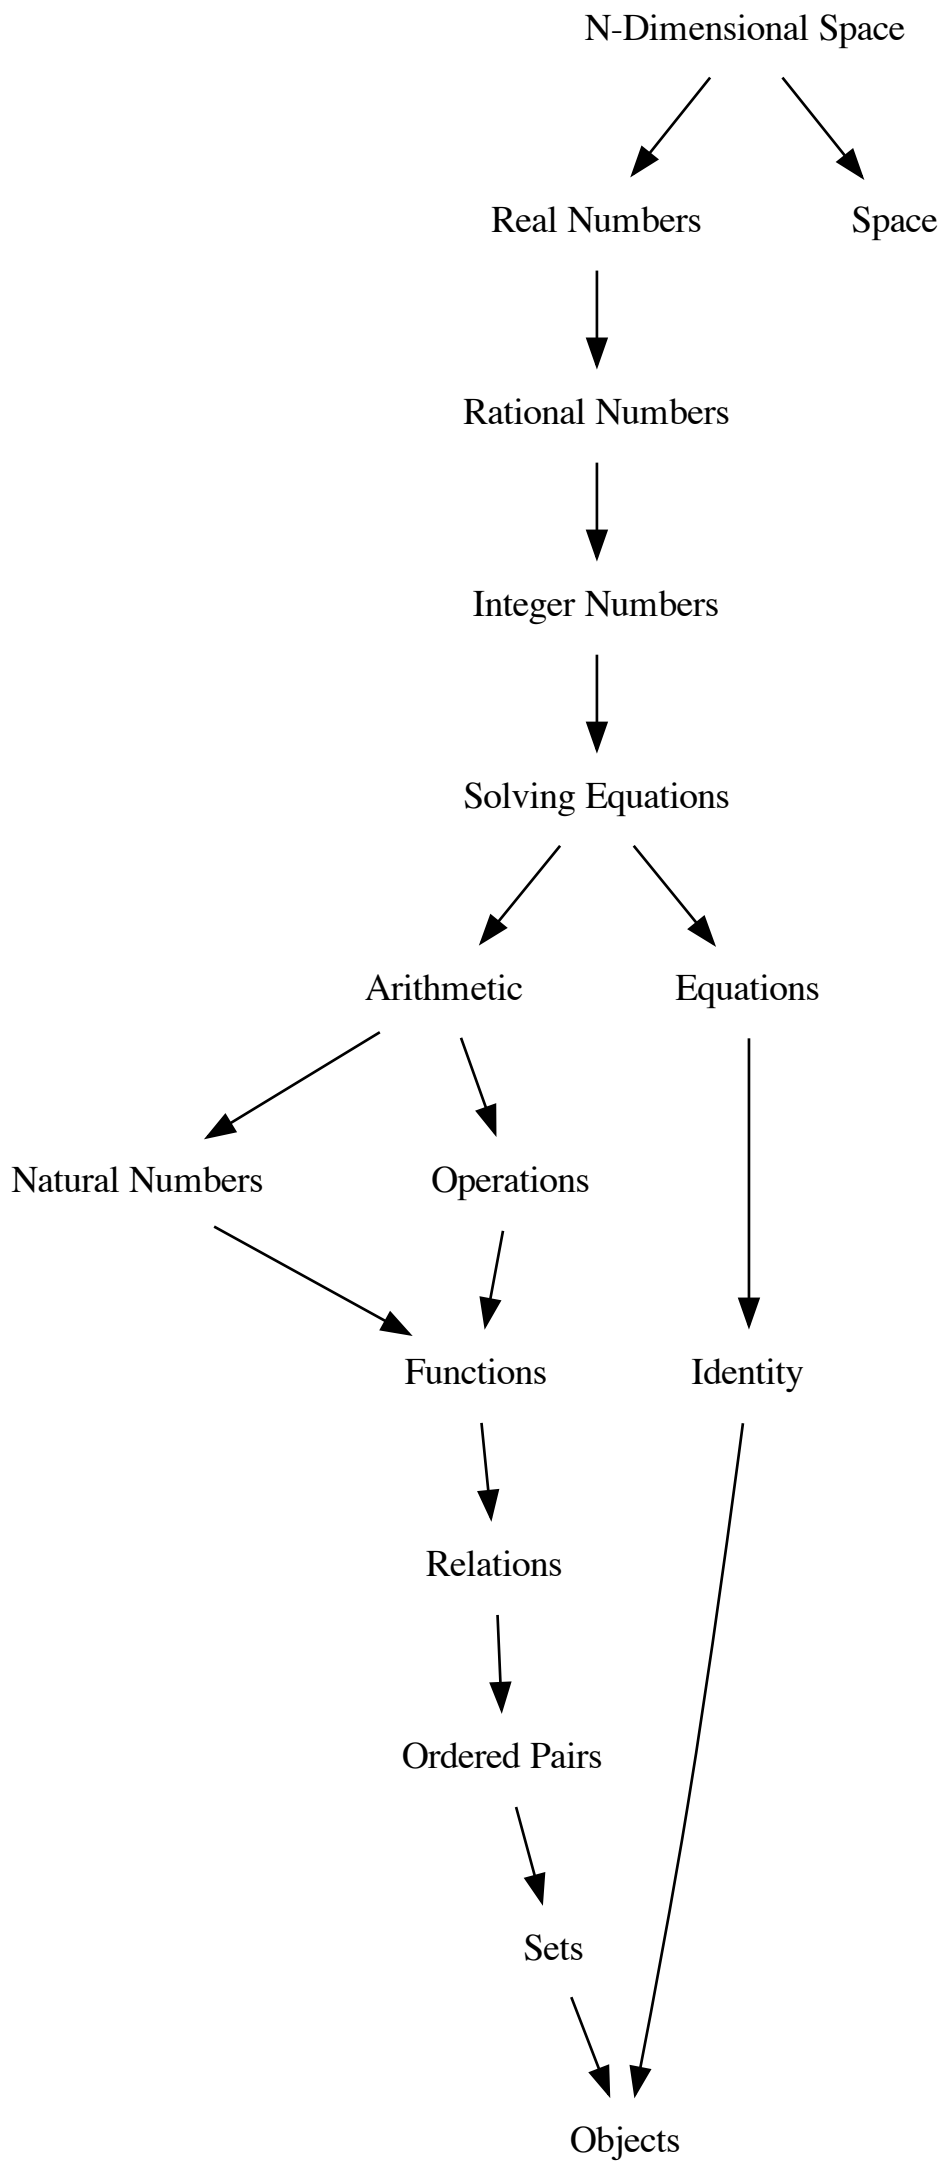 N-Dimensional Space
Real Numbers
Space
Rational Numbers
Integer Numbers
Solving Equations
Arithmetic
Equations
Natural Numbers
Operations
Functions
Identity
Relations
Ordered Pairs
Sets
Objects